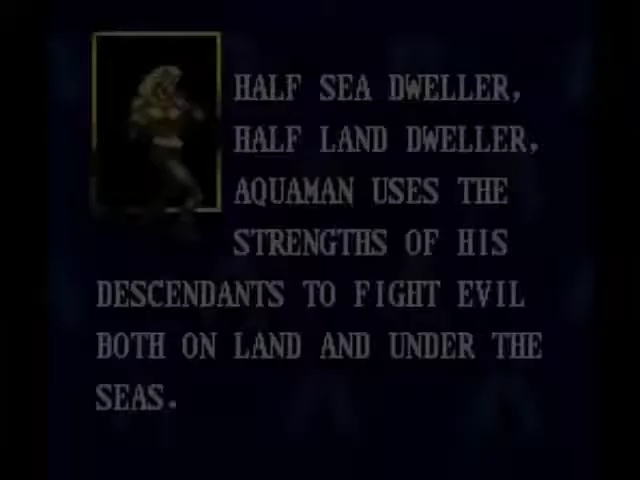 HALF SEA DWELLER,
HALF LAND DWELLER,
AQUAMAN USES THE
STRENGTHS OF HIS
DESCENDANTS TO FIGHT EVIL
BOTH ON LAND AND UNDER THE
SEAS.